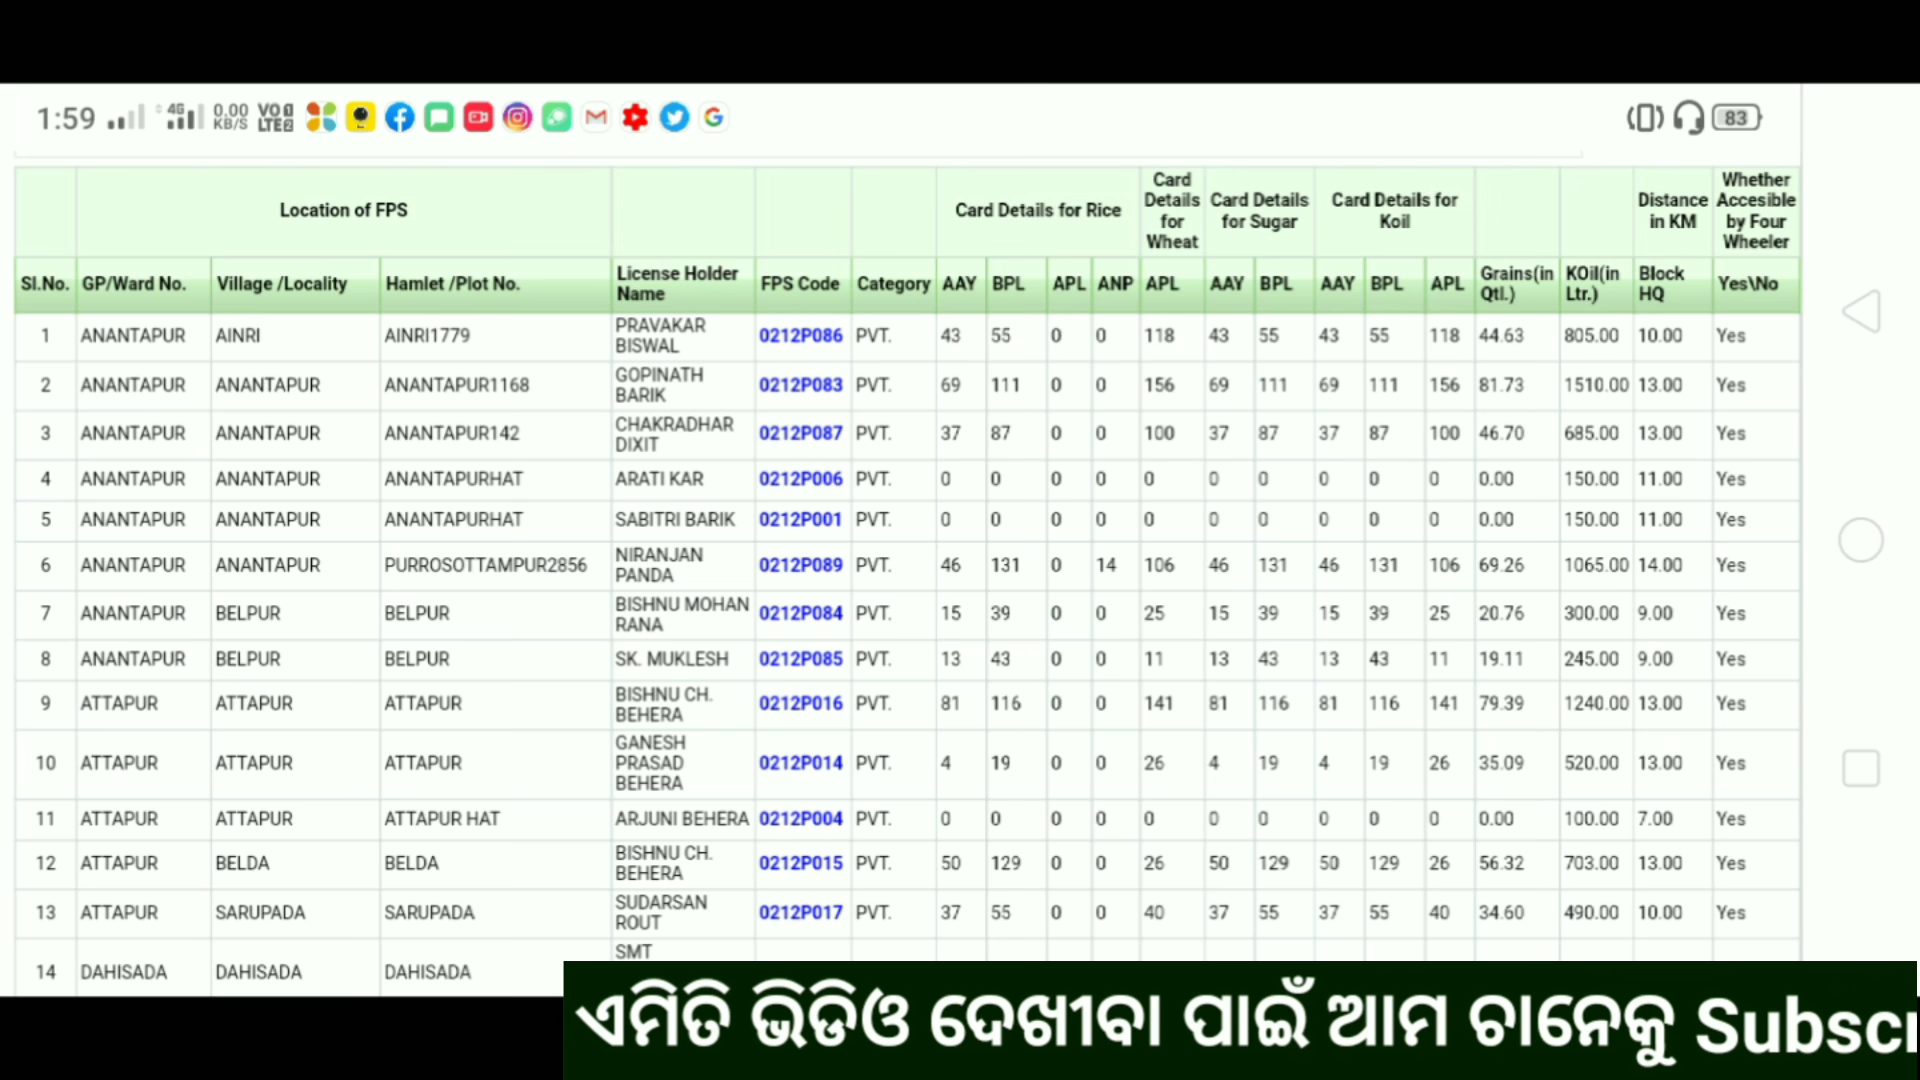 1:59 4G 0.00 KB/S VO LTE2 83
Location of FPS Card Details for Rice Card Details for Wheat Card Details for Sugar Card Details for Koil Distance in KM Whether Accesible by Four Wheeler
Sl.No. GP/Ward No. Village /Locality Hamlet /Plot No. License Holder Name FPS Code Category AAY BPL APL ANP APL AAY BPL AAY BPL APL Grains(in Qtl.) KOil(in Ltr.) Block HQ Yes\No
1 ANANTAPUR AINRI AINRI1779 PRAVAKAR BISWAL 0212P086 PVT. 43 55 0 0 118 43 55 43 55 118 44.63 805.00 10.00 Yes
2 ANANTAPUR ANANTAPUR ANANTAPUR1168 GOPINATH BARIK 0212P083 PVT. 69 111 0 0 156 69 111 69 111 156 81.73 1510.00 13.00 Yes
3 ANANTAPUR ANANTAPUR ANANTAPUR142 CHAKRADHAR DIXIT 0212P087 PVT. 37 87 0 0 100 37 87 37 87 100 46.70 685.00 13.00 Yes
4 ANANTAPUR ANANTAPUR ANANTAPURHAT ARATI KAR 0212P006 PVT. 0 0 0 0 0 0 0 0 0 0 0.00 150.00 11.00 Yes
5 ANANTAPUR ANANTAPUR ANANTAPURHAT SABITRI BARIK 0212P001 PVT. 0 0 0 0 0 0 0 0 0 0 0.00 150.00 11.00 Yes
6 ANANTAPUR ANANTAPUR PURROSOTTAMPUR2856 NIRANJAN PANDA 0212P089 PVT. 46 131 0 14 106 46 131 46 131 106 69.26 1065.00 14.00 Yes
7 ANANTAPUR BELPUR BELPUR BISHNU MOHAN RANA 0212P084 PVT. 15 39 0 0 25 15 39 15 39 25 20.76 300.00 9.00 Yes
8 ANANTAPUR BELPUR BELPUR SK. MUKLESH 0212P085 PVT. 13 43 0 0 11 13 43 13 43 11 19.11 245.00 9.00 Yes
9 ATTAPUR ATTAPUR ATTAPUR BISHNU CH. BEHERA 0212P016 PVT. 81 116 0 0 141 81 116 81 116 141 79.39 1240.00 13.00 Yes
10 ATTAPUR ATTAPUR ATTAPUR GANESH PRASAD BEHERA 0212P014 PVT. 4 19 0 0 26 4 19 4 19 26 35.09 520.00 13.00 Yes
11 ATTAPUR ATTAPUR ATTAPUR HAT ARJUNI BEHERA 0212P004 PVT. 0 0 0 0 0 0 0 0 0 0 0.00 100.00 7.00 Yes
12 ATTAPUR BELDA BELDA BISHNU CH. BEHERA 0212P015 PVT. 50 129 0 0 26 50 129 50 129 26 56.32 703.00 13.00 Yes
13 ATTAPUR SARUPADA SARUPADA SUDARSAN ROUT 0212P017 PVT. 37 55 0 0 40 37 55 37 55 40 34.60 490.00 10.00 Yes
14 DAHISADA DAHISADA DAHISADA SMT
ଏମିତି ଭିଡିଓ ଦେଖୀବା ପାଇଁ ଆମ ଚାନେକୁ Subscr